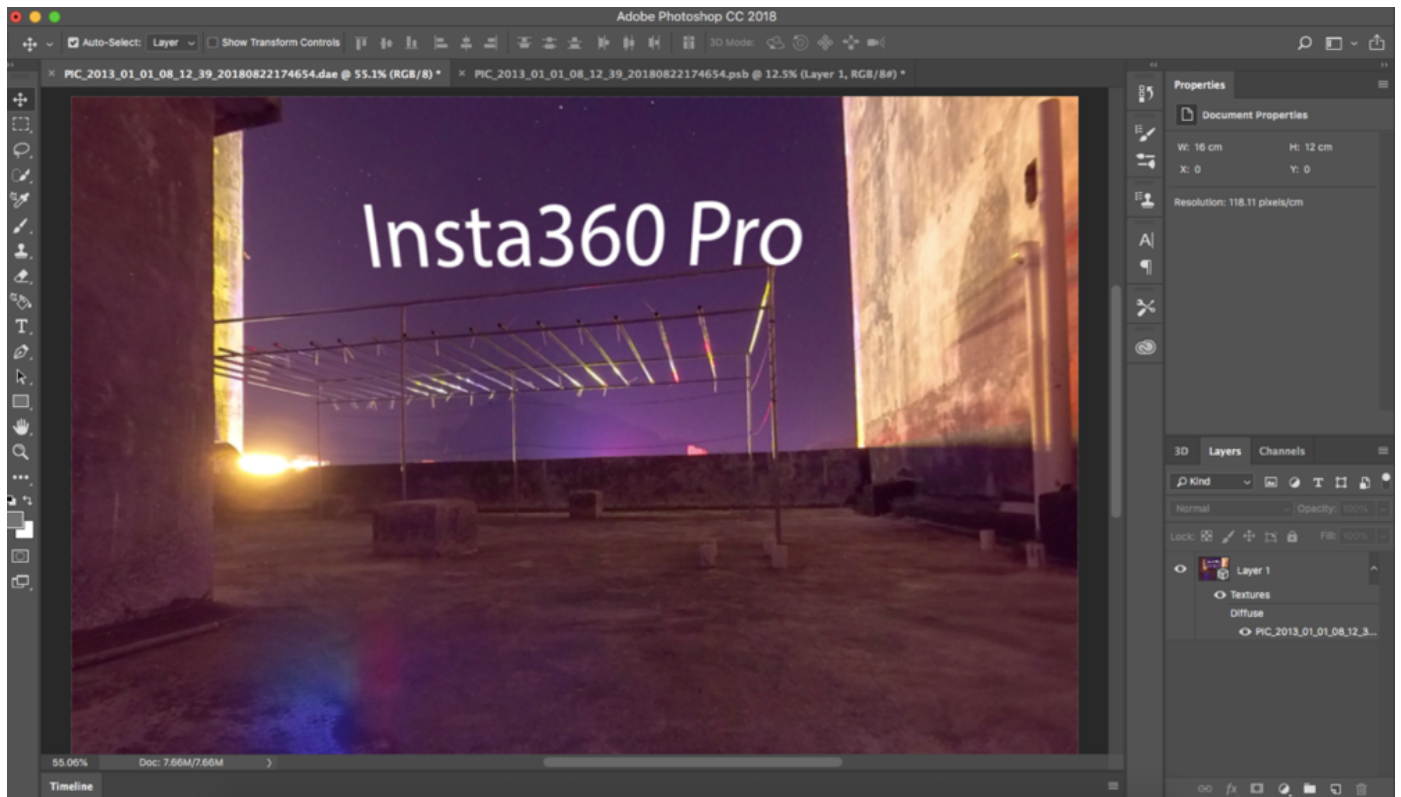 Adobe Photoshop CC 2018
Auto-Select: Layer Show Transform Controls 3D Mode:
× PIC_2013_01_01_08_12_39_20180822174654.dae @ 55.1% (RGB/8) * × PIC_2013_01_01_08_12_39_20180822174654.psb @ 12.5% (Layer 1, RGB/8#) *
Properties
Document Properties
W: 16 cm H: 12 cm
X: 0 Y: 0
Resolution: 118.11 pixels/cm
Insta360 Pro
3D Layers Channels
Kind
Normal Opacity: 100%
Lock: Fill: 100%
Layer 1
Textures
Diffuse
PIC_2013_01_01_08_12_3...
55.06% Doc: 7.66M/7.66M
Timeline